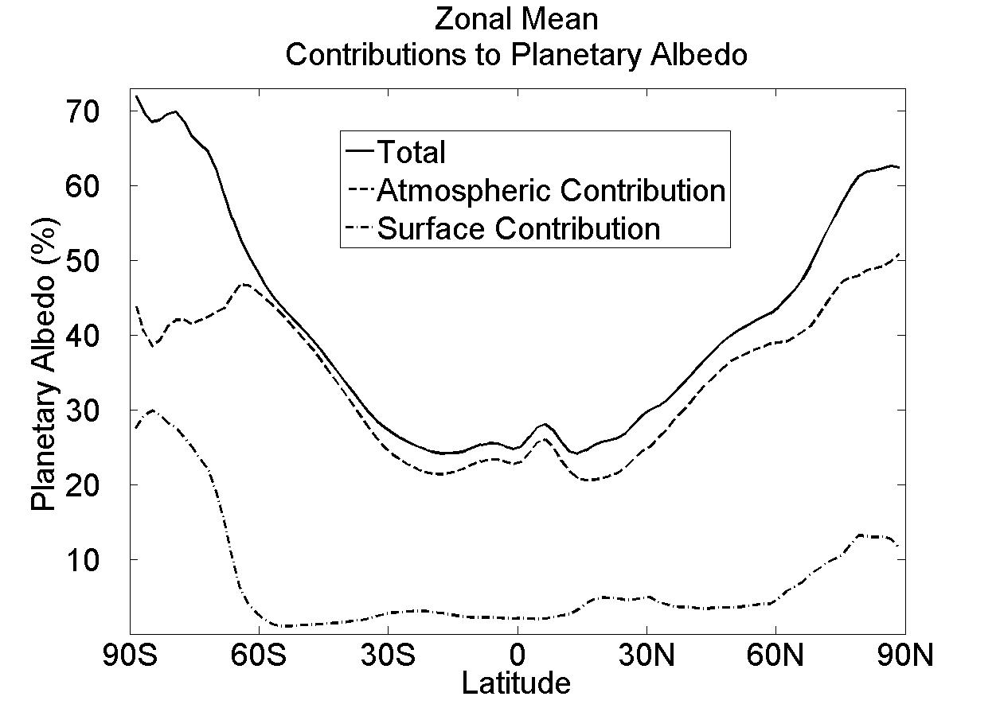 Zonal Mean
Contributions to Planetary Albedo
Planetary Albedo (%)
70
60
50
40
30
20
10
Total
Atmospheric Contribution
Surface Contribution
90S 60S 30S 0 30N 60N 90N
Latitude